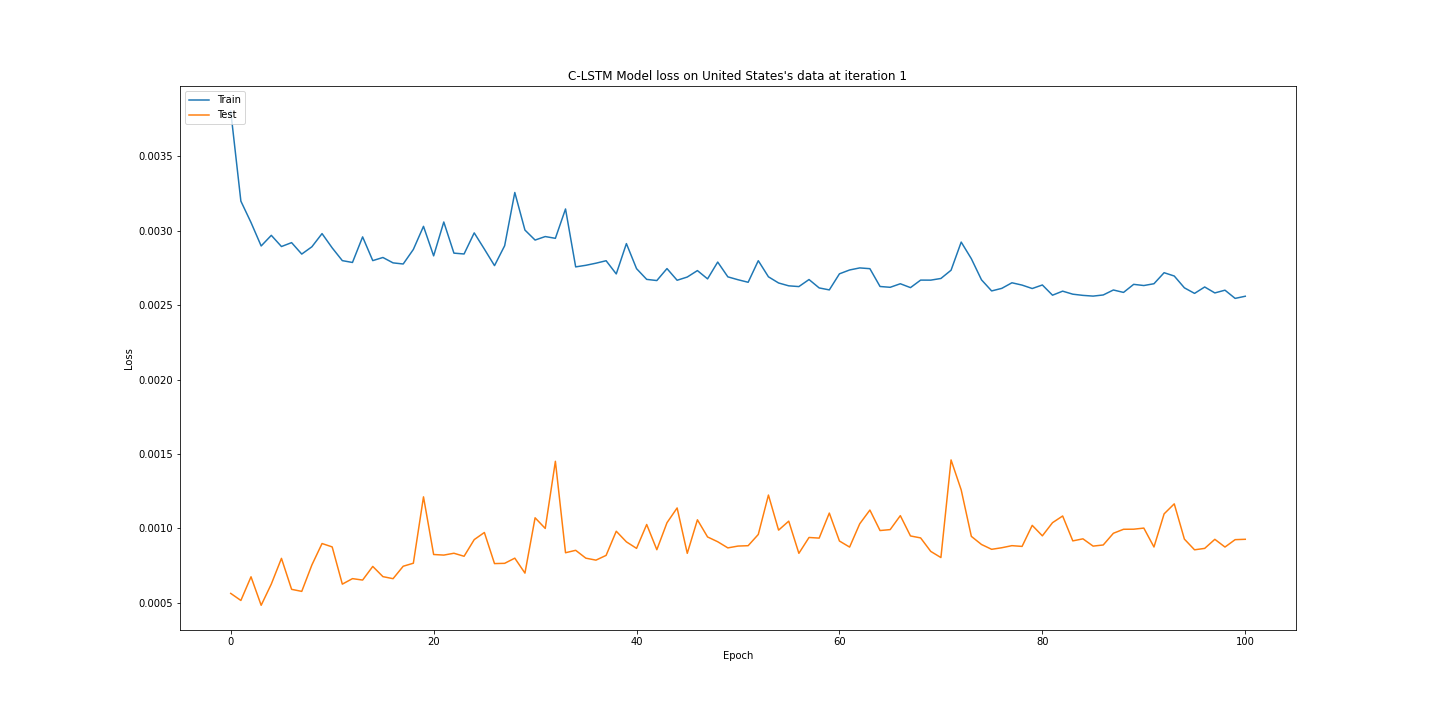 C-LSTM Model loss on United States's data at iteration 1
Train
Test
0.0035
0.0030
0.0025
0.0020
0.0015
0.0010
0.0005
Loss
0 20 40 60 80 100
Epoch